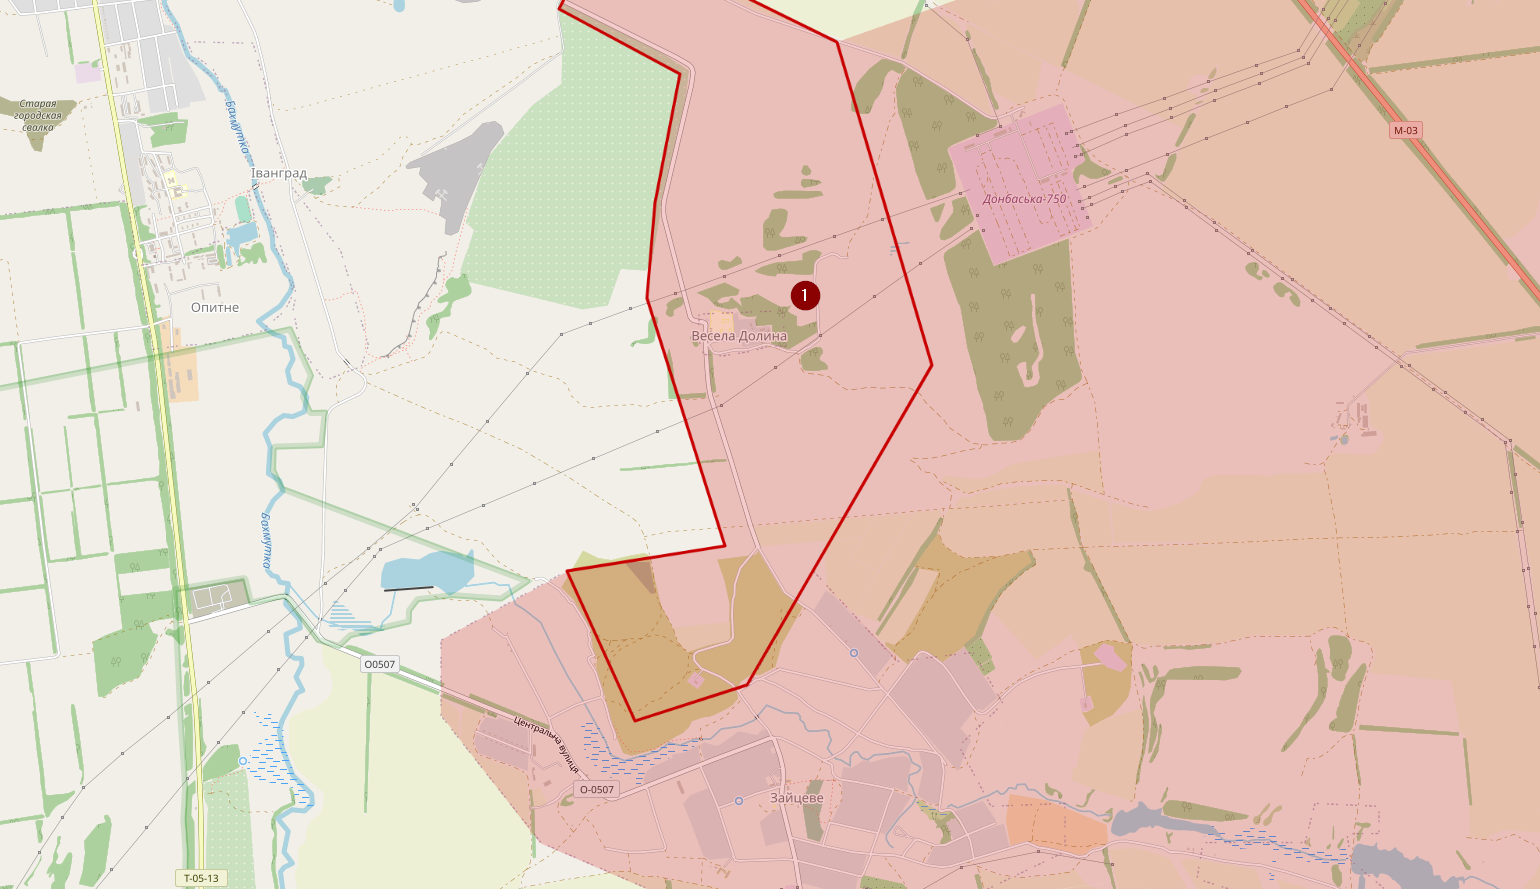 Старая
городская
свалка
Бахмутка
М-03
Іванград
Донбаська-750
Опитне
1
Весела Долина
Бахмутка
О0507
Центральна вулиця
О-0507
Зайцеве
Т-05-13